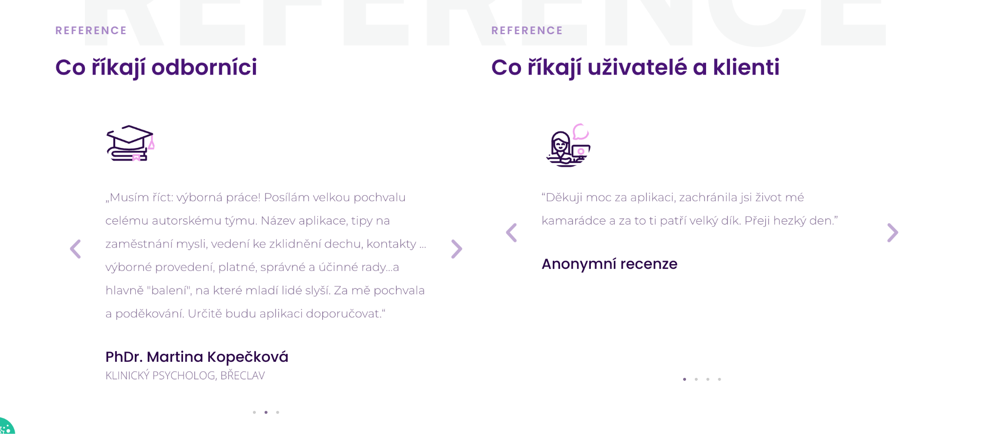 REFERENCE
REFERENCE
Co říkají odborníci
„Musím říct: výborná práce! Posílám velkou pochvalu
celému autorskému týmu. Název aplikace, tipy na
zaměstnání mysli, vedení ke zklidnění dechu, kontakty ...
výborné provedení, platné, správné a účinné rady...a
hlavně "balení", na které mladí lidé slyší. Za mě pochvala
a poděkování. Určitě budu aplikaci doporučovat.“
PhDr. Martina Kopečková
KLINICKÝ PSYCHOLOG, BŘECLAV
REFERENCE
Co říkají uživatelé a klienti
“Děkuji moc za aplikaci, zachránila jsi život mé
kamarádce a za to ti patří velký dík. Přeji hezký den.”
Anonymní recenze